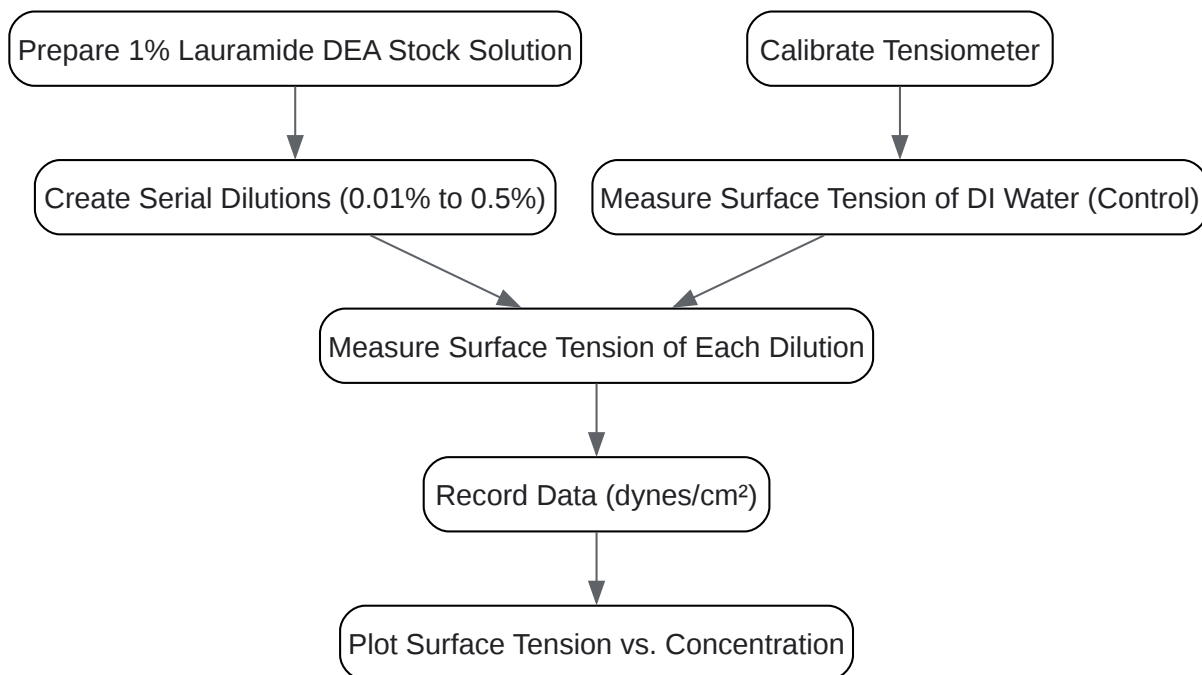 Prepare 1% Lauramide DEA Stock Solution
Calibrate Tensiometer
Create Serial Dilutions (0.01% to 0.5%)
Measure Surface Tension of DI Water (Control)
Measure Surface Tension of Each Dilution
Record Data (dynes/cm²)
Plot Surface Tension vs. Concentration